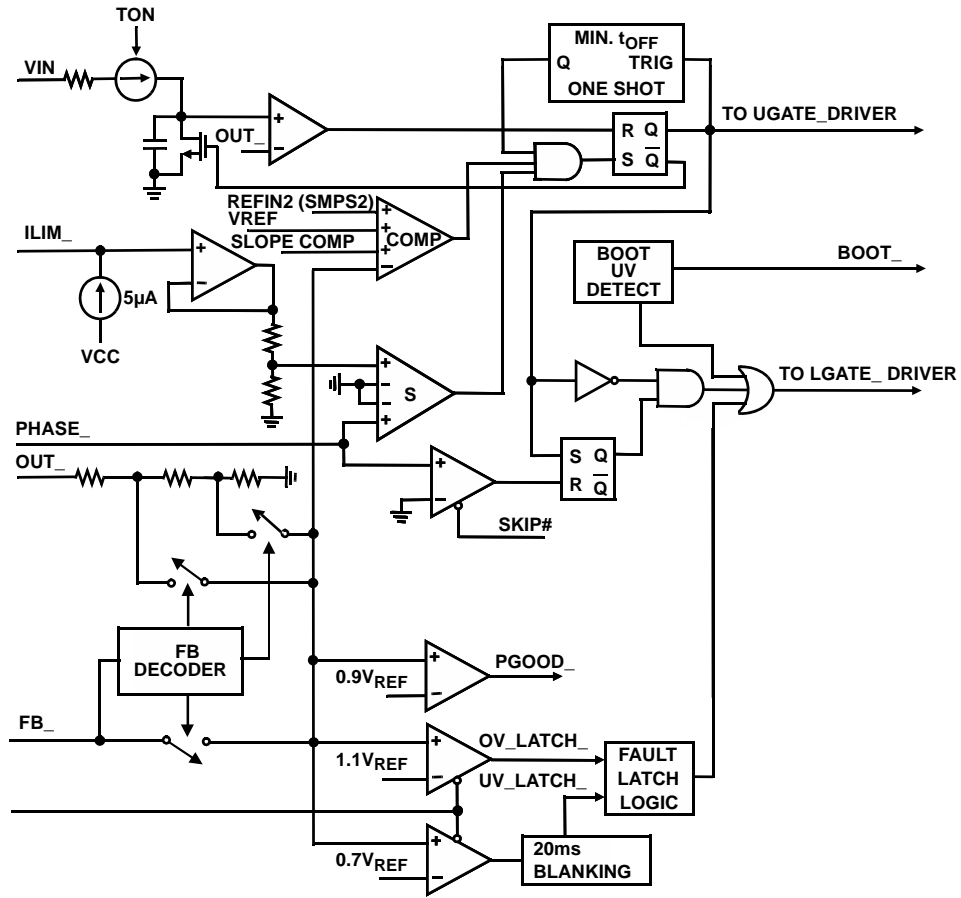 TON
VIN
MIN. tOFF
Q TRIG
ONE SHOT
TO UGATE_DRIVER
+
OUT_
−
R Q
S Q
REFIN2 (SMPS2)
+
VREF
+
COMP
SLOPE COMP
+
−
ILIM_
+
−
5µA
VCC
BOOT
UV
DETECT
BOOT_
+
−
−
S
+
TO LGATE_ DRIVER
PHASE_
OUT_
+
−
S Q
R Q
SKIP#
FB
DECODER
+
0.9VREF
−
PGOOD_
FB_
+
1.1VREF
−
OV_LATCH_
UV_LATCH_
FAULT
LATCH
LOGIC
+
0.7VREF
−
20ms
BLANKING